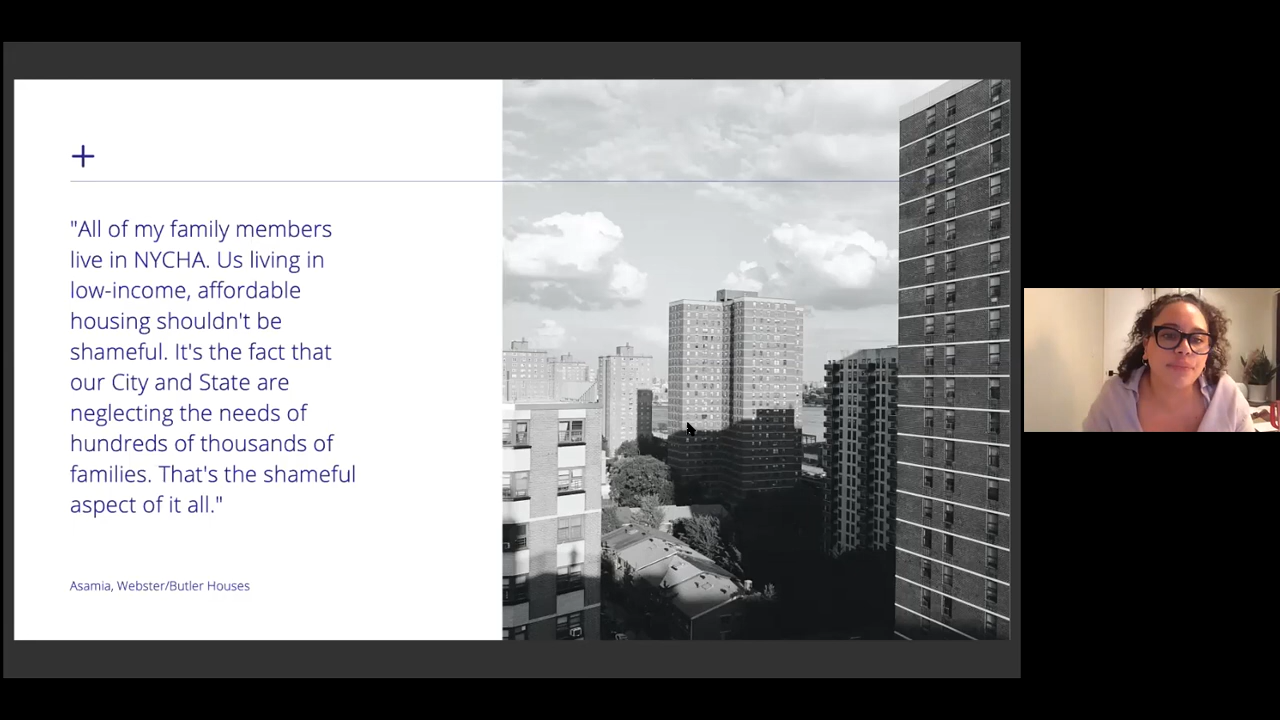 "All of my family members
live in NYCHA. Us living in
low-income, affordable
housing shouldn't be
shameful. It's the fact that
our City and State are
neglecting the needs of
hundreds of thousands of
families. That's the shameful
aspect of it all."
Asamia, Webster/Butler Houses